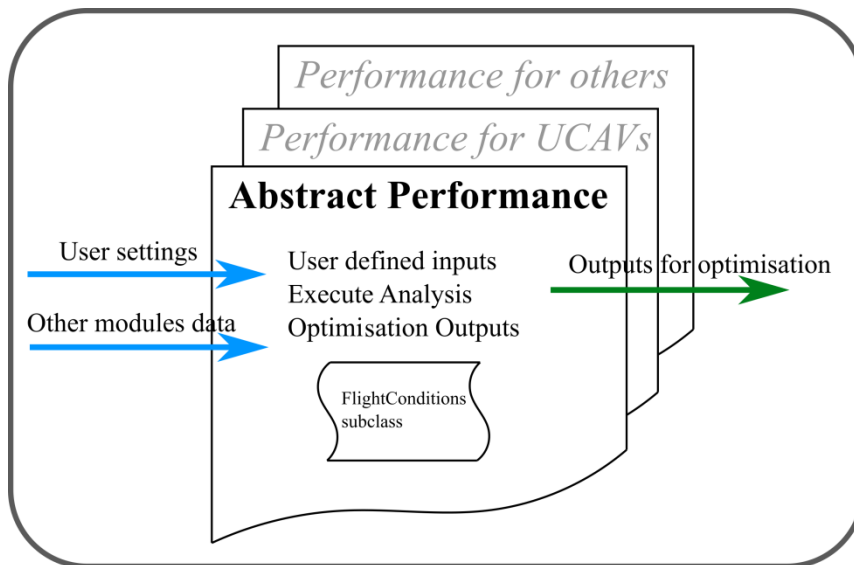 Performance for others
Performance for UCAVs
Abstract Performance
User settings
Other modules data
User defined inputs
Execute Analysis
Optimisation Outputs
FlightConditions
subclass
Outputs for optimisation